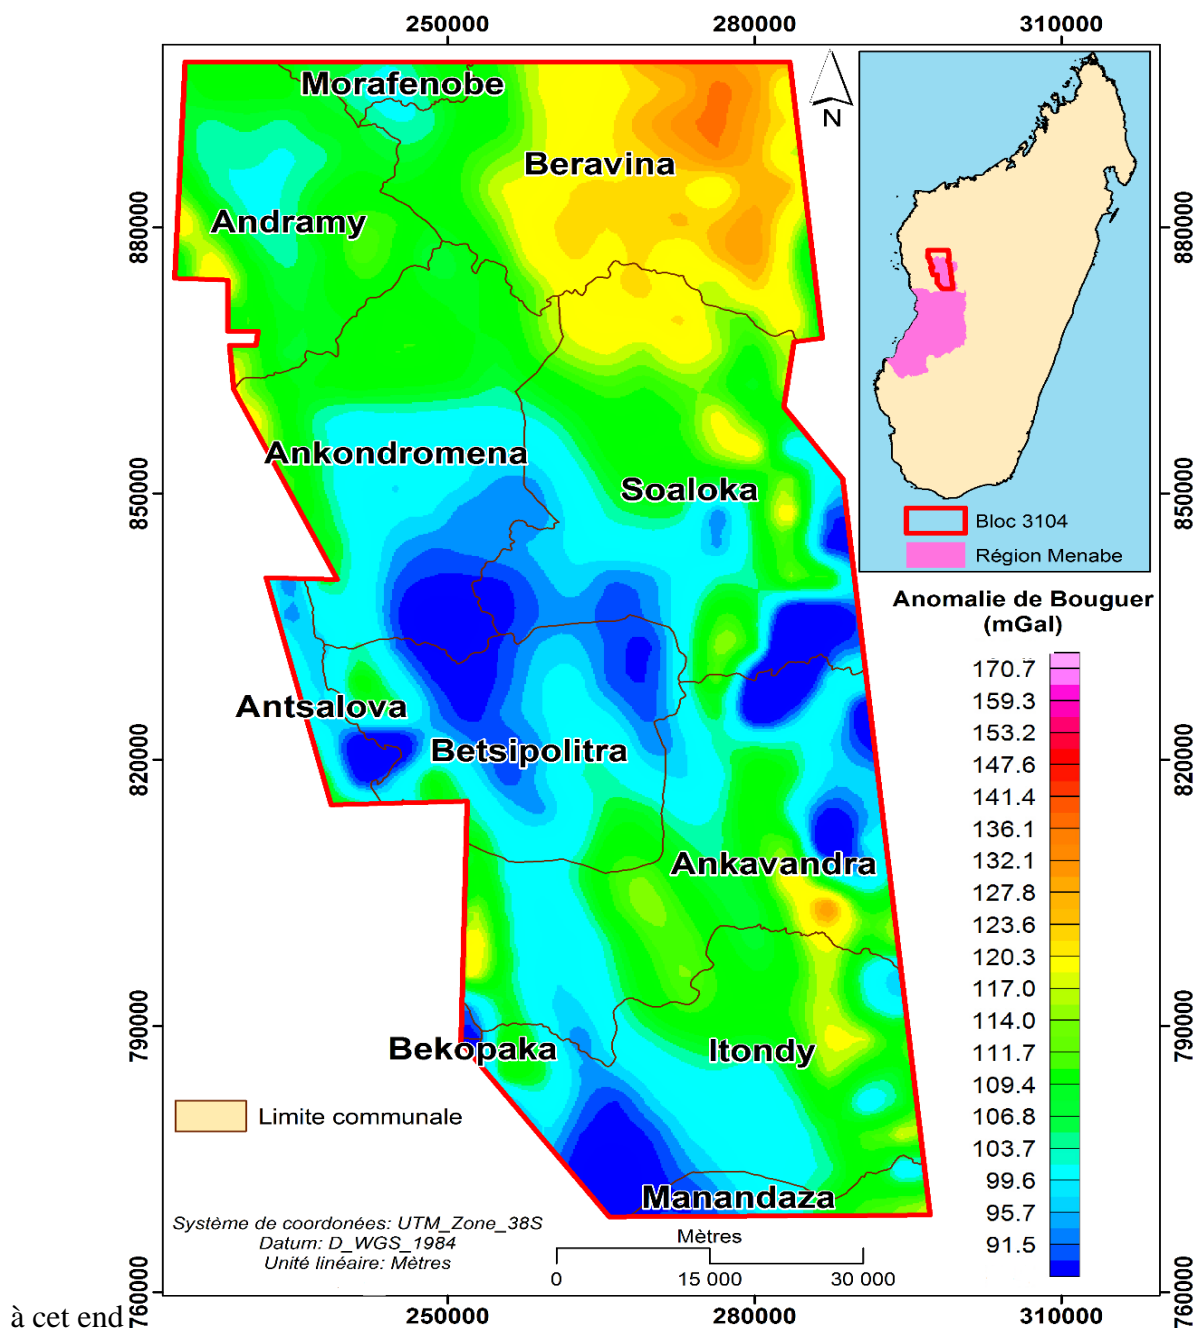 250000 280000 310000
Morafenobe
N
Beravina
Andramy
880000 880000
Ankondromena
Soaloka
850000 850000
Bloc 3104
Région Menabe
Anomalie de Bouguer
(mGal)
170.7
159.3
153.2
147.6
141.4
136.1
132.1
127.8
123.6
120.3
117.0
114.0
111.7
109.4
106.8
103.7
99.6
95.7
91.5
Antsalova
Betsipolitra
820000 820000
Ankavandra
790000 790000
Bekopaka
Itondy
Limite communale
Manandaza
Système de coordonées: UTM_Zone_38S
Datum: D_WGS_1984
Unité linéaire: Mètres
Mètres
0 15 000 30 000
760000 760000
à cet end
250000 280000 310000